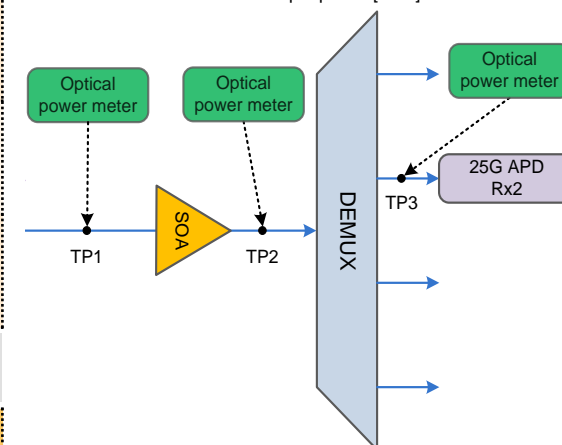 Optical
power meter
Optical
power meter
Optical
power meter
25G APD
Rx2
TP3
SOA
DEMUX
TP1
TP2